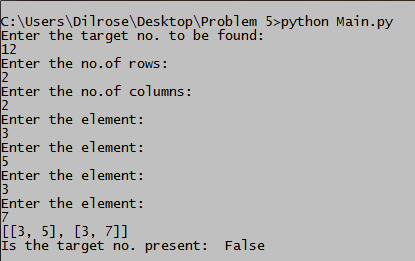 C:\Users\Dilrose\Desktop\Problem 5>python Main.py
Enter the target no. to be found:
12
Enter the no.of rows:
2
Enter the no.of columns:
2
Enter the element:
3
Enter the element:
5
Enter the element:
3
Enter the element:
7
[[3, 5], [3, 7]]
Is the target no. present:  False